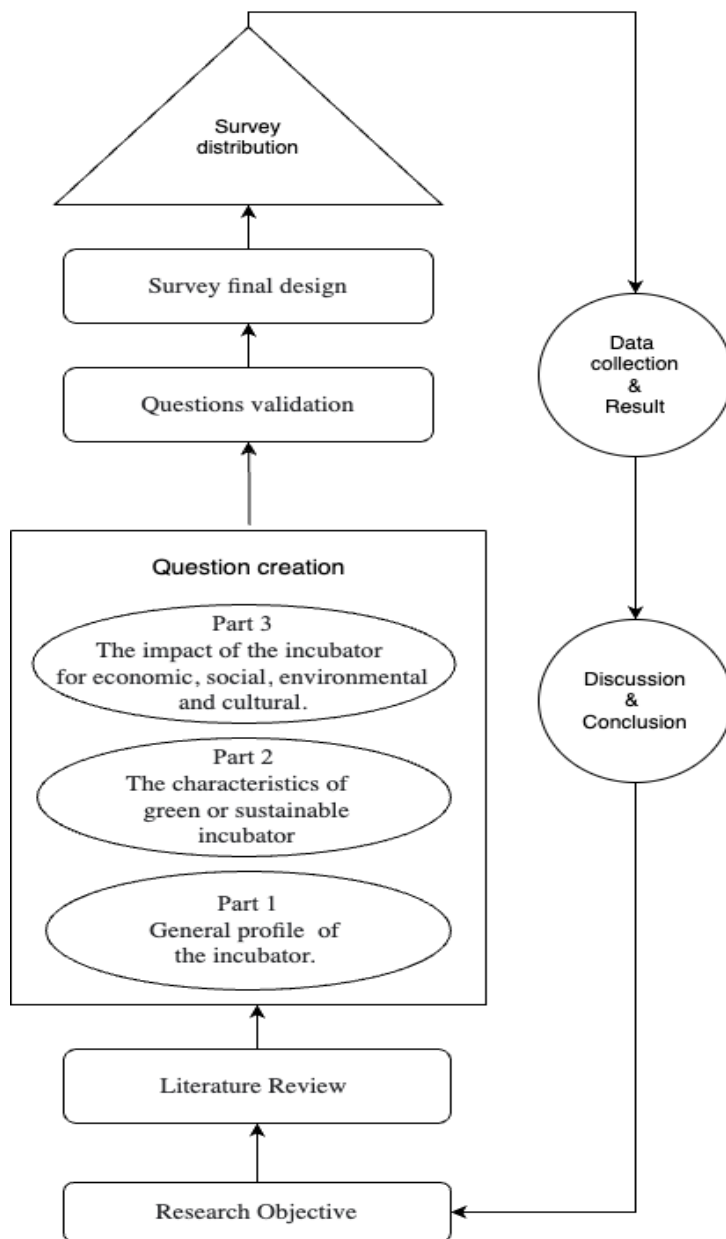 Survey
distribution
Survey final design
Questions validation
Data
collection
&
Result
Question creation
Part 3
The impact of the incubator
for economic, social, environmental
and cultural.
Part 2
The characteristics of
green or sustainable
incubator
Part 1
General profile of
the incubator.
Discussion
&
Conclusion
Literature Review
Research Objective